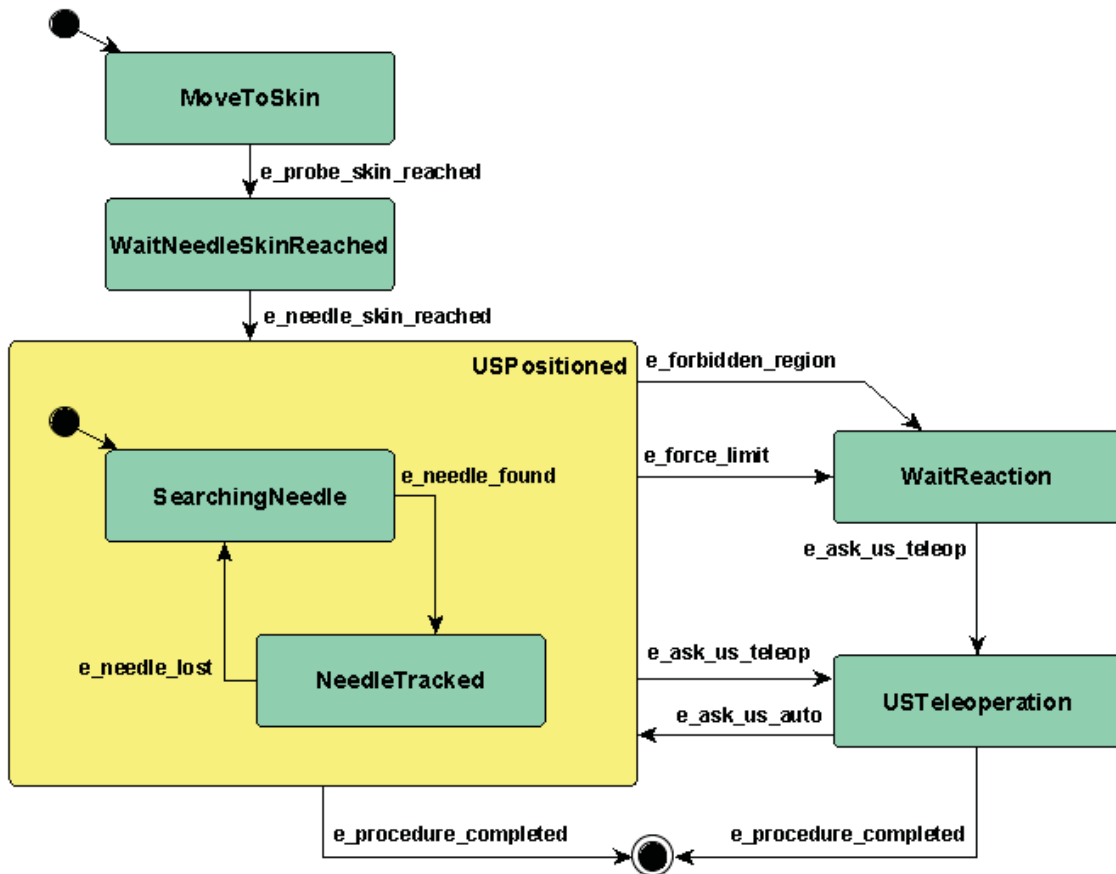 MoveToSkin
e_probe_skin_reached
WaitNeedleSkinReached
e_needle_skin_reached
USPositioned
e_forbidden_region
e_force_limit
WaitReaction
SearchingNeedle
e_needle_found
e_ask_us_teleop
e_needle_lost
NeedleTracked
e_ask_us_teleop
USTeleoperation
e_ask_us_auto
e_procedure_completed
e_procedure_completed